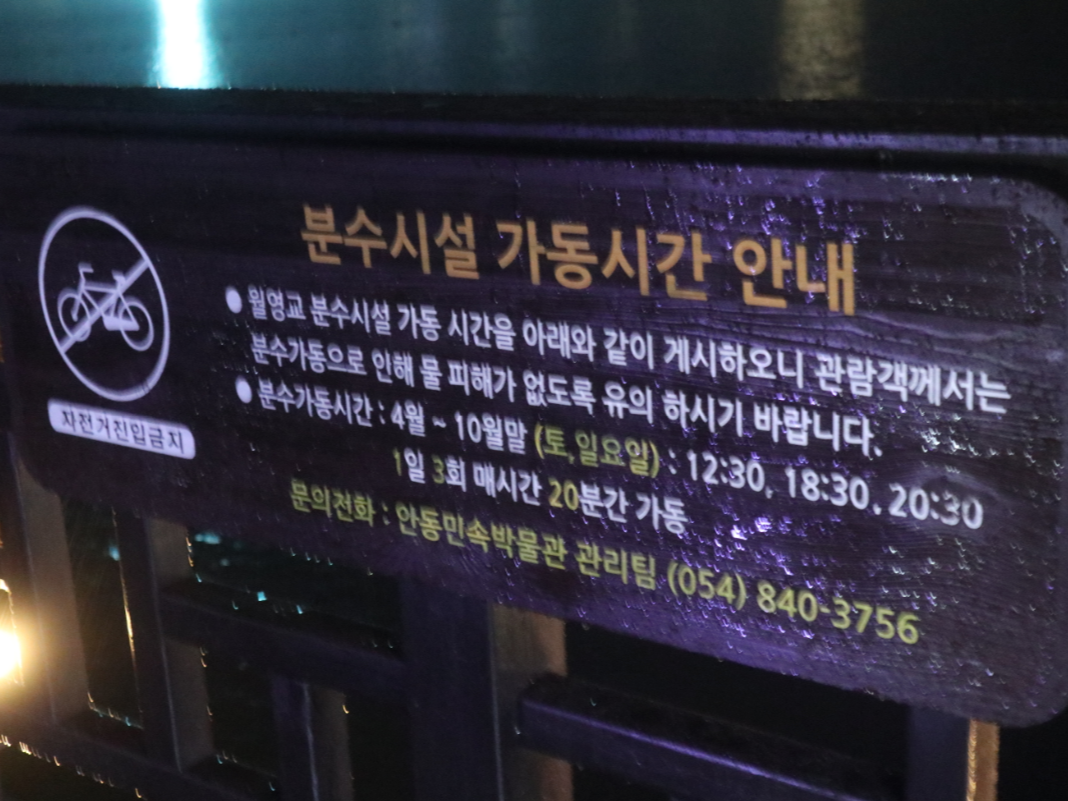 분수시설 가동시간 안내
● 월영교 분수시설 가동 시간을 아래와 같이 게시하오니 관람객께서는
분수가동으로 인해 물 피해가 없도록 유의 하시기 바랍니다.
● 분수가동시간 : 4월 ~ 10월말 (토,일요일) : 12:30, 18:30, 20:30
1일 3회 매시간 20분간 가동
문의전화 : 안동민속박물관 관리팀 (054) 840-3756
자전거진입금지